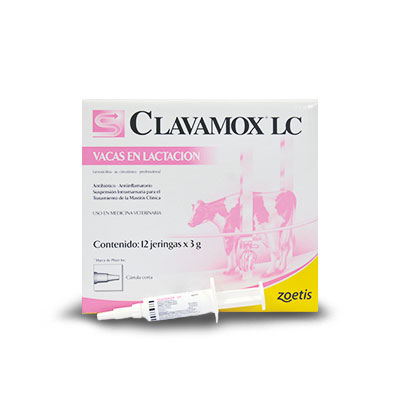 S CLAVAMOX® LC
VACAS EN LACTACION
Antibiótico - Antiinflamatorio
Suspensión Intramamaria para el
Tratamiento de la Mastitis Clínica
USO EN MEDICINA VETERINARIA
Contenido: 12 jeringas x 3 g
Cánula corta
zoetis